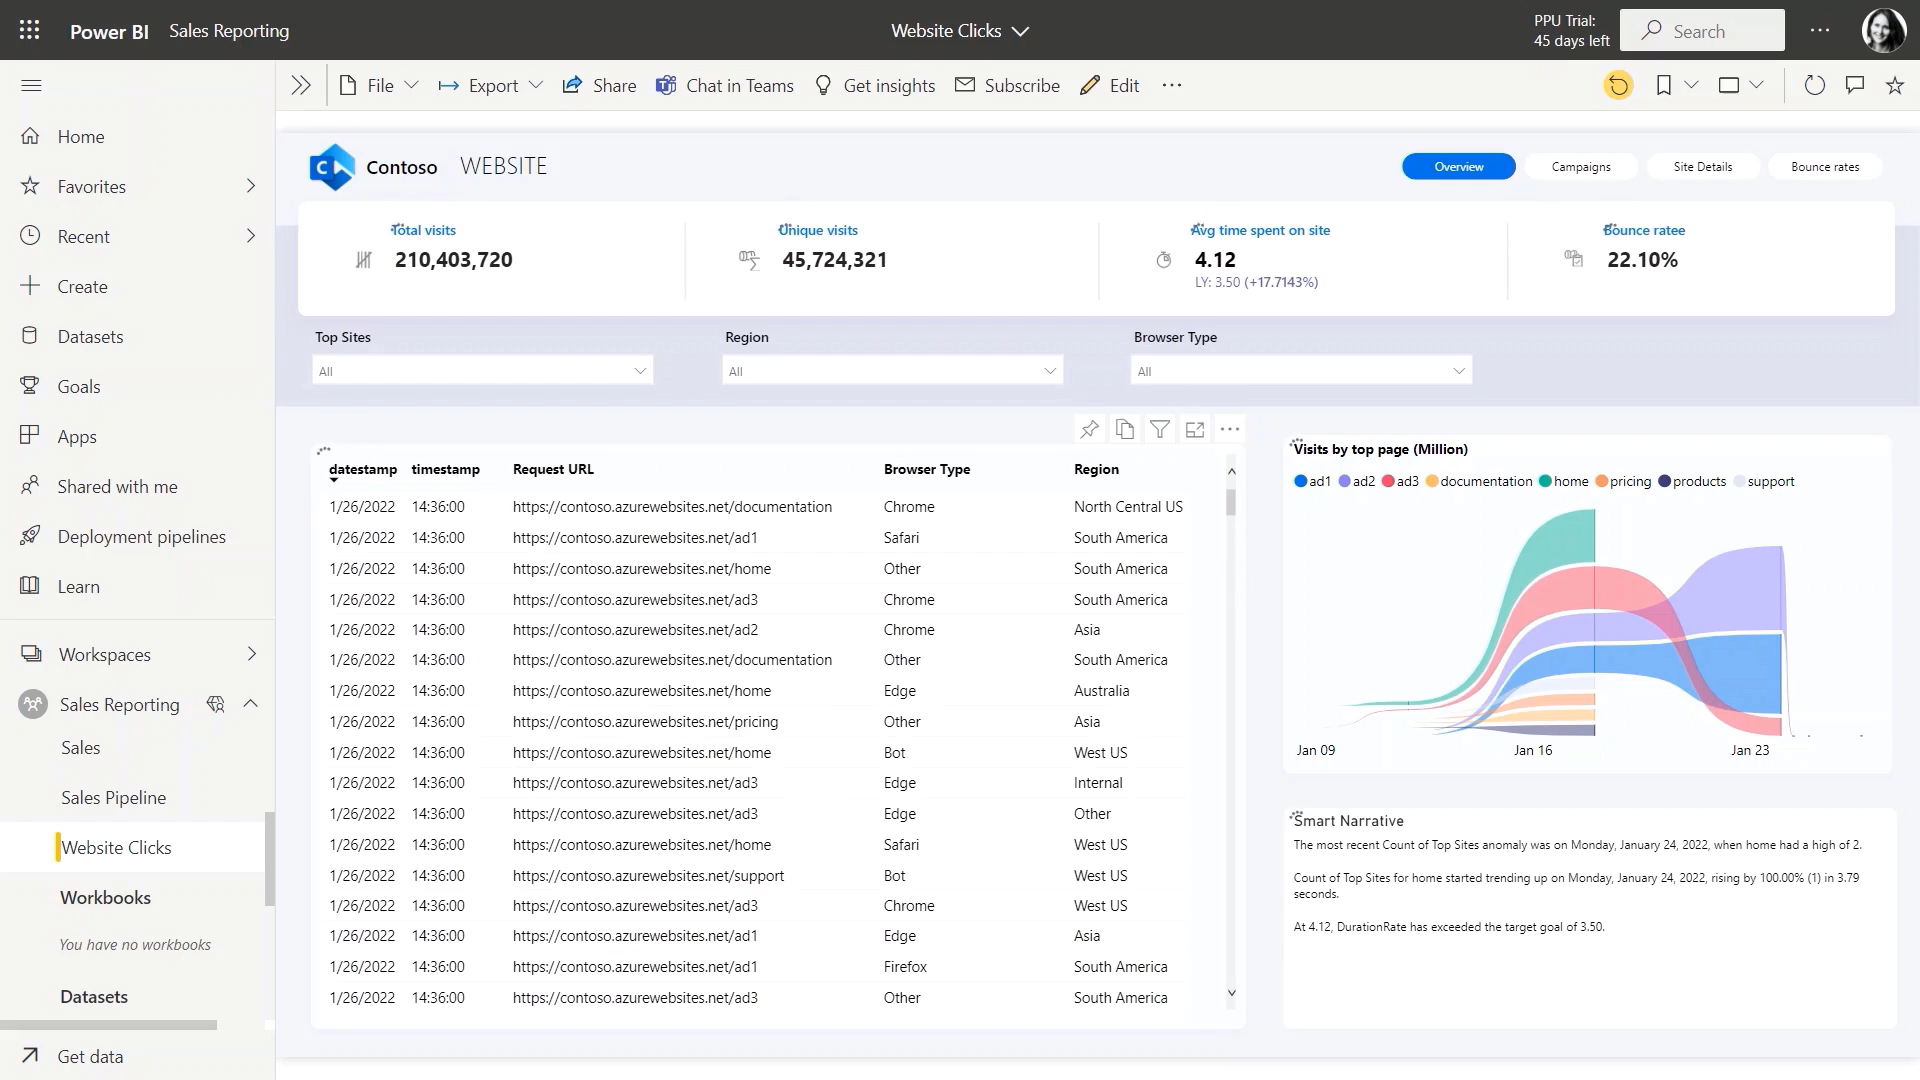 Power BI Sales Reporting
Website Clicks
PPU Trial:
45 days left
Search
File Export Share Chat in Teams Get insights Subscribe Edit
Home
Favorites
Recent
Create
Datasets
Goals
Apps
Shared with me
Deployment pipelines
Learn
Workspaces
Sales Reporting
Sales
Sales Pipeline
Website Clicks
Workbooks
You have no workbooks
Datasets
Get data
Contoso WEBSITE
Overview Campaigns Site Details Bounce rates
Total visits
210,403,720
Unique visits
45,724,321
Avg time spent on site
4.12
LY: 3.50 (+17.7143%)
Bounce ratee
22.10%
Top Sites
All
Region
All
Browser Type
All
datestamp timestamp Request URL Browser Type Region
1/26/2022 14:36:00 https://contoso.azurewebsites.net/documentation Chrome North Central US
1/26/2022 14:36:00 https://contoso.azurewebsites.net/ad1 Safari South America
1/26/2022 14:36:00 https://contoso.azurewebsites.net/home Other South America
1/26/2022 14:36:00 https://contoso.azurewebsites.net/ad3 Chrome South America
1/26/2022 14:36:00 https://contoso.azurewebsites.net/ad2 Chrome Asia
1/26/2022 14:36:00 https://contoso.azurewebsites.net/documentation Other South America
1/26/2022 14:36:00 https://contoso.azurewebsites.net/home Edge Australia
1/26/2022 14:36:00 https://contoso.azurewebsites.net/pricing Other Asia
1/26/2022 14:36:00 https://contoso.azurewebsites.net/home Bot West US
1/26/2022 14:36:00 https://contoso.azurewebsites.net/ad3 Edge Internal
1/26/2022 14:36:00 https://contoso.azurewebsites.net/ad3 Edge Other
1/26/2022 14:36:00 https://contoso.azurewebsites.net/home Safari West US
1/26/2022 14:36:00 https://contoso.azurewebsites.net/support Bot West US
1/26/2022 14:36:00 https://contoso.azurewebsites.net/ad3 Chrome West US
1/26/2022 14:36:00 https://contoso.azurewebsites.net/ad1 Edge Asia
1/26/2022 14:36:00 https://contoso.azurewebsites.net/ad1 Firefox South America
1/26/2022 14:36:00 https://contoso.azurewebsites.net/ad3 Other South America
Visits by top page (Million)
ad1 ad2 ad3 documentation home pricing products support
Jan 09 Jan 16 Jan 23
Smart Narrative
The most recent Count of Top Sites anomaly was on Monday, January 24, 2022, when home had a high of 2.
Count of Top Sites for home started trending up on Monday, January 24, 2022, rising by 100.00% (1) in 3.79
seconds.
At 4.12, DurationRate has exceeded the target goal of 3.50.